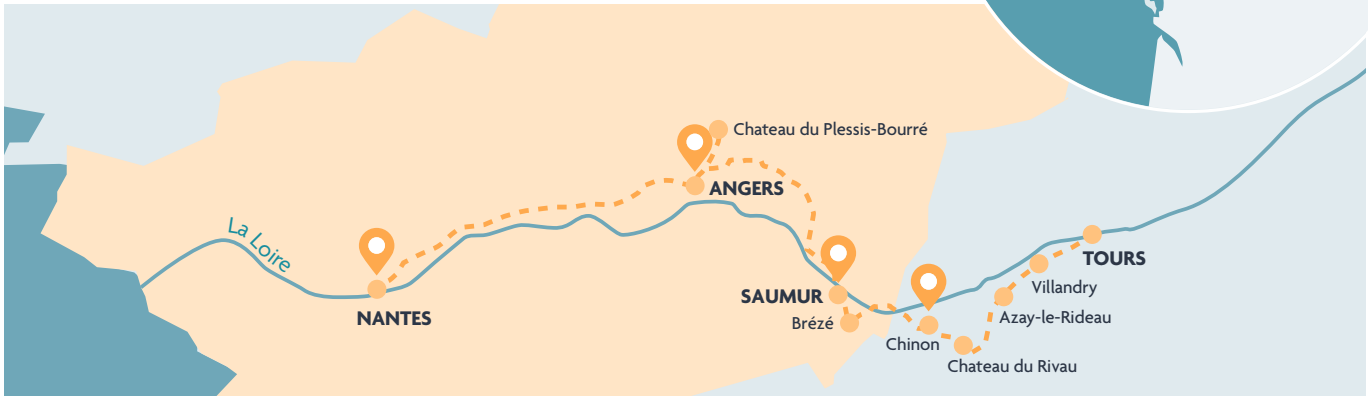 Chateau du Plessis-Bourré
ANGERS
La Loire
TOURS
Villandry
SAUMUR
Azay-le-Rideau
NANTES
Brézé
Chinon
Chateau du Rivau